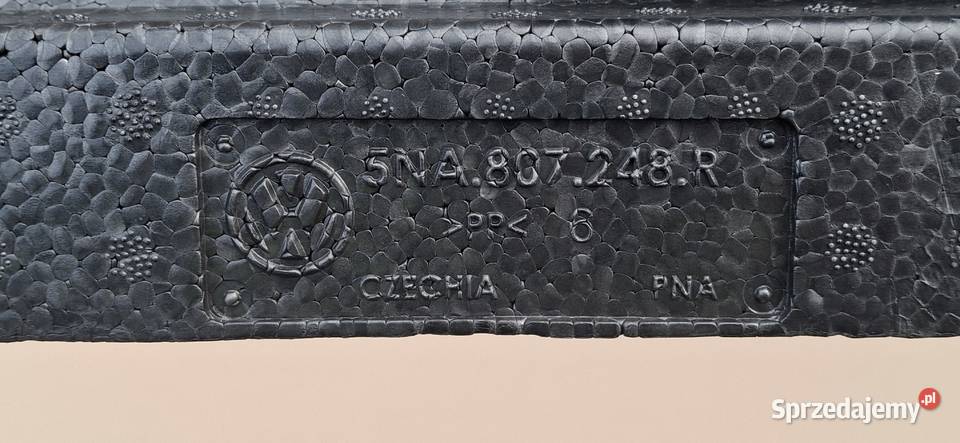 5NA.807.248.R
>PP< 6
CZECHIA PNA
Sprzedajemy.pl